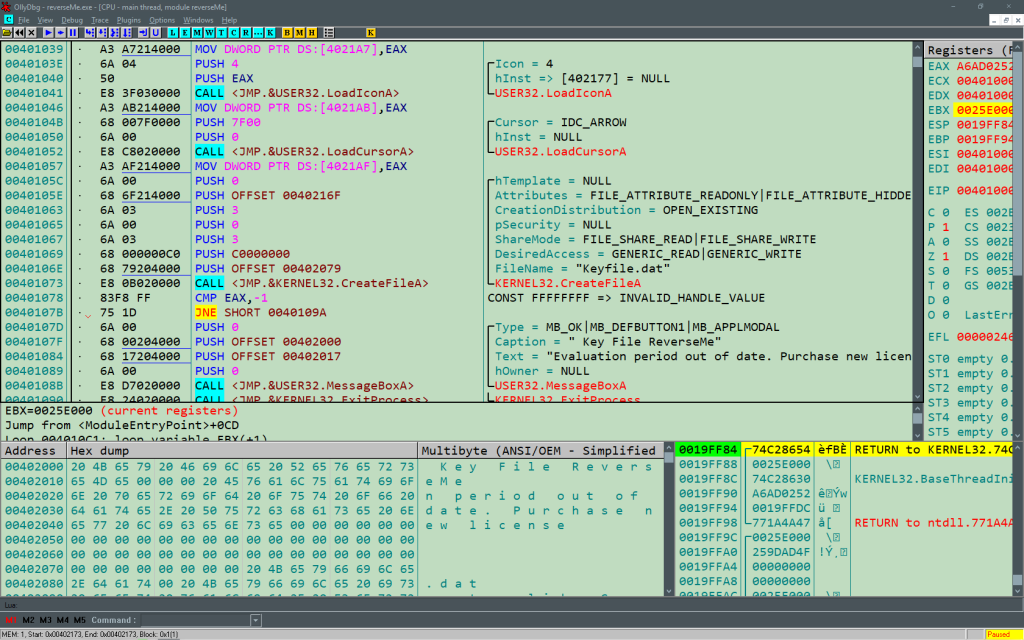 OllyDbg - reverseMe.exe - [CPU - main thread, module reverseMe]
C File View Debug Trace Plugins Options Windows Help
L E M W T C R ... K B M H K
00401039 · A3 A7214000 MOV DWORD PTR DS:[4021A7],EAX
0040103E · 6A 04 PUSH 4 Icon = 4
00401040 · 50 PUSH EAX hInst => [402177] = NULL
00401041 · E8 3F030000 CALL <JMP.&USER32.LoadIconA> USER32.LoadIconA
00401046 · A3 AB214000 MOV DWORD PTR DS:[4021AB],EAX
0040104B · 68 007F0000 PUSH 7F00 Cursor = IDC_ARROW
00401050 · 6A 00 PUSH 0 hInst = NULL
00401052 · E8 C8020000 CALL <JMP.&USER32.LoadCursorA> USER32.LoadCursorA
00401057 · A3 AF214000 MOV DWORD PTR DS:[4021AF],EAX
0040105C · 6A 00 PUSH 0 hTemplate = NULL
0040105E · 68 6F214000 PUSH OFFSET 0040216F Attributes = FILE_ATTRIBUTE_READONLY|FILE_ATTRIBUTE_HIDDE
00401063 · 6A 03 PUSH 3 CreationDistribution = OPEN_EXISTING
00401065 · 6A 00 PUSH 0 pSecurity = NULL
00401067 · 6A 03 PUSH 3 ShareMode = FILE_SHARE_READ|FILE_SHARE_WRITE
00401069 · 68 000000C0 PUSH C0000000 DesiredAccess = GENERIC_READ|GENERIC_WRITE
0040106E · 68 79204000 PUSH OFFSET 00402079 FileName = "Keyfile.dat"
00401073 · E8 0B020000 CALL <JMP.&KERNEL32.CreateFileA> KERNEL32.CreateFileA
00401078 · 83F8 FF CMP EAX,-1 CONST FFFFFFFF => INVALID_HANDLE_VALUE
0040107B · 75 1D JNE SHORT 0040109A
0040107D · 6A 00 PUSH 0 Type = MB_OK|MB_DEFBUTTON1|MB_APPLMODAL
0040107F · 68 00204000 PUSH OFFSET 00402000 Caption = " Key File ReverseMe"
00401084 · 68 17204000 PUSH OFFSET 00402017 Text = "Evaluation period out of date. Purchase new licen
00401089 · 6A 00 PUSH 0 hOwner = NULL
0040108B · E8 D7020000 CALL <JMP.&USER32.MessageBoxA> USER32.MessageBoxA
00401090 · E8 24020000 CALL <JMP.&KERNEL32.ExitProcess> KERNEL32.ExitProcess
Registers (F
EAX A6AD0252
ECX 00401000
EDX 00401000
EBX 0025E000
ESP 0019FF84
EBP 0019FF94
ESI 00401000
EDI 00401000
EIP 00401000
C 0 ES 002B
P 1 CS 0023
A 0 SS 002B
Z 1 DS 002B
S 0 FS 0053
T 0 GS 002B
D 0
O 0 LastErr
EFL 00000246
ST0 empty 0.
ST1 empty 0.
ST2 empty 0.
ST3 empty 0.
ST4 empty 0.
ST5 empty 0.
EBX=0025E000 (current registers)
Jump from <ModuleEntryPoint>+0CD
Loop 004010C1: loop variable EBX(+1)
Address Hex dump Multibyte (ANSI/OEM - Simplified
00402000 20 4B 65 79 20 46 69 6C 65 20 52 65 76 65 72 73 Key File Revers
00402010 65 4D 65 00 00 00 20 45 76 61 6C 75 61 74 69 6F eMe Evaluatio
00402020 6E 20 70 65 72 69 6F 64 20 6F 75 74 20 6F 66 20 n period out of
00402030 64 61 74 65 2E 20 50 75 72 63 68 61 73 65 20 6E date. Purchase n
00402040 65 77 20 6C 69 63 65 6E 73 65 00 00 00 00 00 00 ew license
00402050 00 00 00 00 00 00 00 00 00 00 00 00 00 00 00 00
00402060 00 00 00 00 00 00 00 00 00 00 00 00 00 00 00 00
00402070 00 00 00 00 00 00 00 00 20 4B 65 79 66 69 6C 65
00402080 2E 64 61 74 00 00 20 4B 65 79 66 69 6C 65 20 69 73 .dat
0019FF84 74C28654 èfBÈ RETURN to KERNEL32.74C
0019FF88 0025E000
0019FF8C 74C28630 KERNEL32.BaseThreadIni
0019FF90 A6AD0252
0019FF94 0019FFDC
0019FF98 771A4A47 RETURN to ntdll.771A4A
0019FF9C 0025E000
0019FFA0 259DAD4F
0019FFA4 00000000
0019FFA8 00000000
0019FFAC 0025E000
Lua:
M1 M2 M3 M4 M5 Command :
MEM: 1, Start: 0x00402173, End: 0x00402173, Block: 0x1(1) Paused